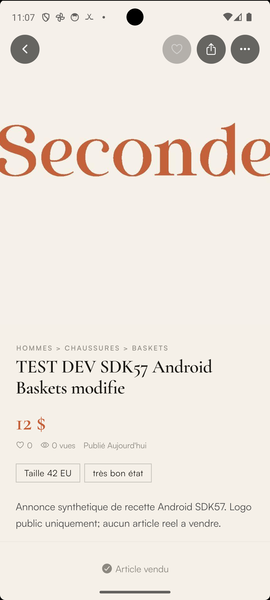 11:07
Seconde
HOMMES > CHAUSSURES > BASKETS
TEST DEV SDK57 Android
Baskets modifie
12 $
0 0 vues Publié Aujourd'hui
Taille 42 EU très bon état
Annonce synthetique de recette Android SDK57. Logo
public uniquement; aucun article reel a vendre.
Article vendu